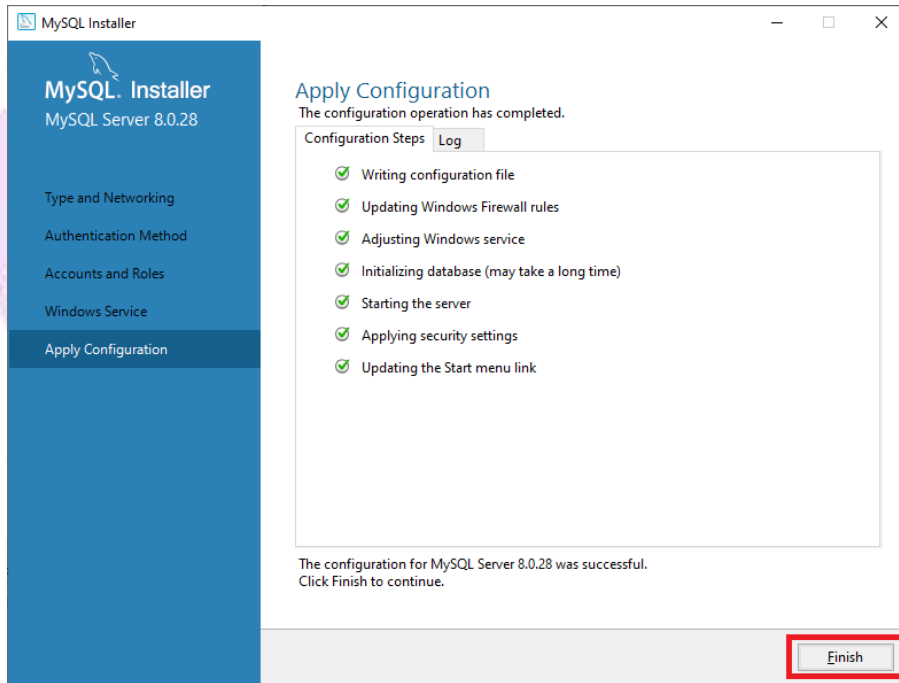 MySQL Installer
MySQL. Installer
MySQL Server 8.0.28
Type and Networking
Authentication Method
Accounts and Roles
Windows Service
Apply Configuration
Apply Configuration
The configuration operation has completed.
Configuration Steps Log
Writing configuration file
Updating Windows Firewall rules
Adjusting Windows service
Initializing database (may take a long time)
Starting the server
Applying security settings
Updating the Start menu link
The configuration for MySQL Server 8.0.28 was successful.
Click Finish to continue.
Finish